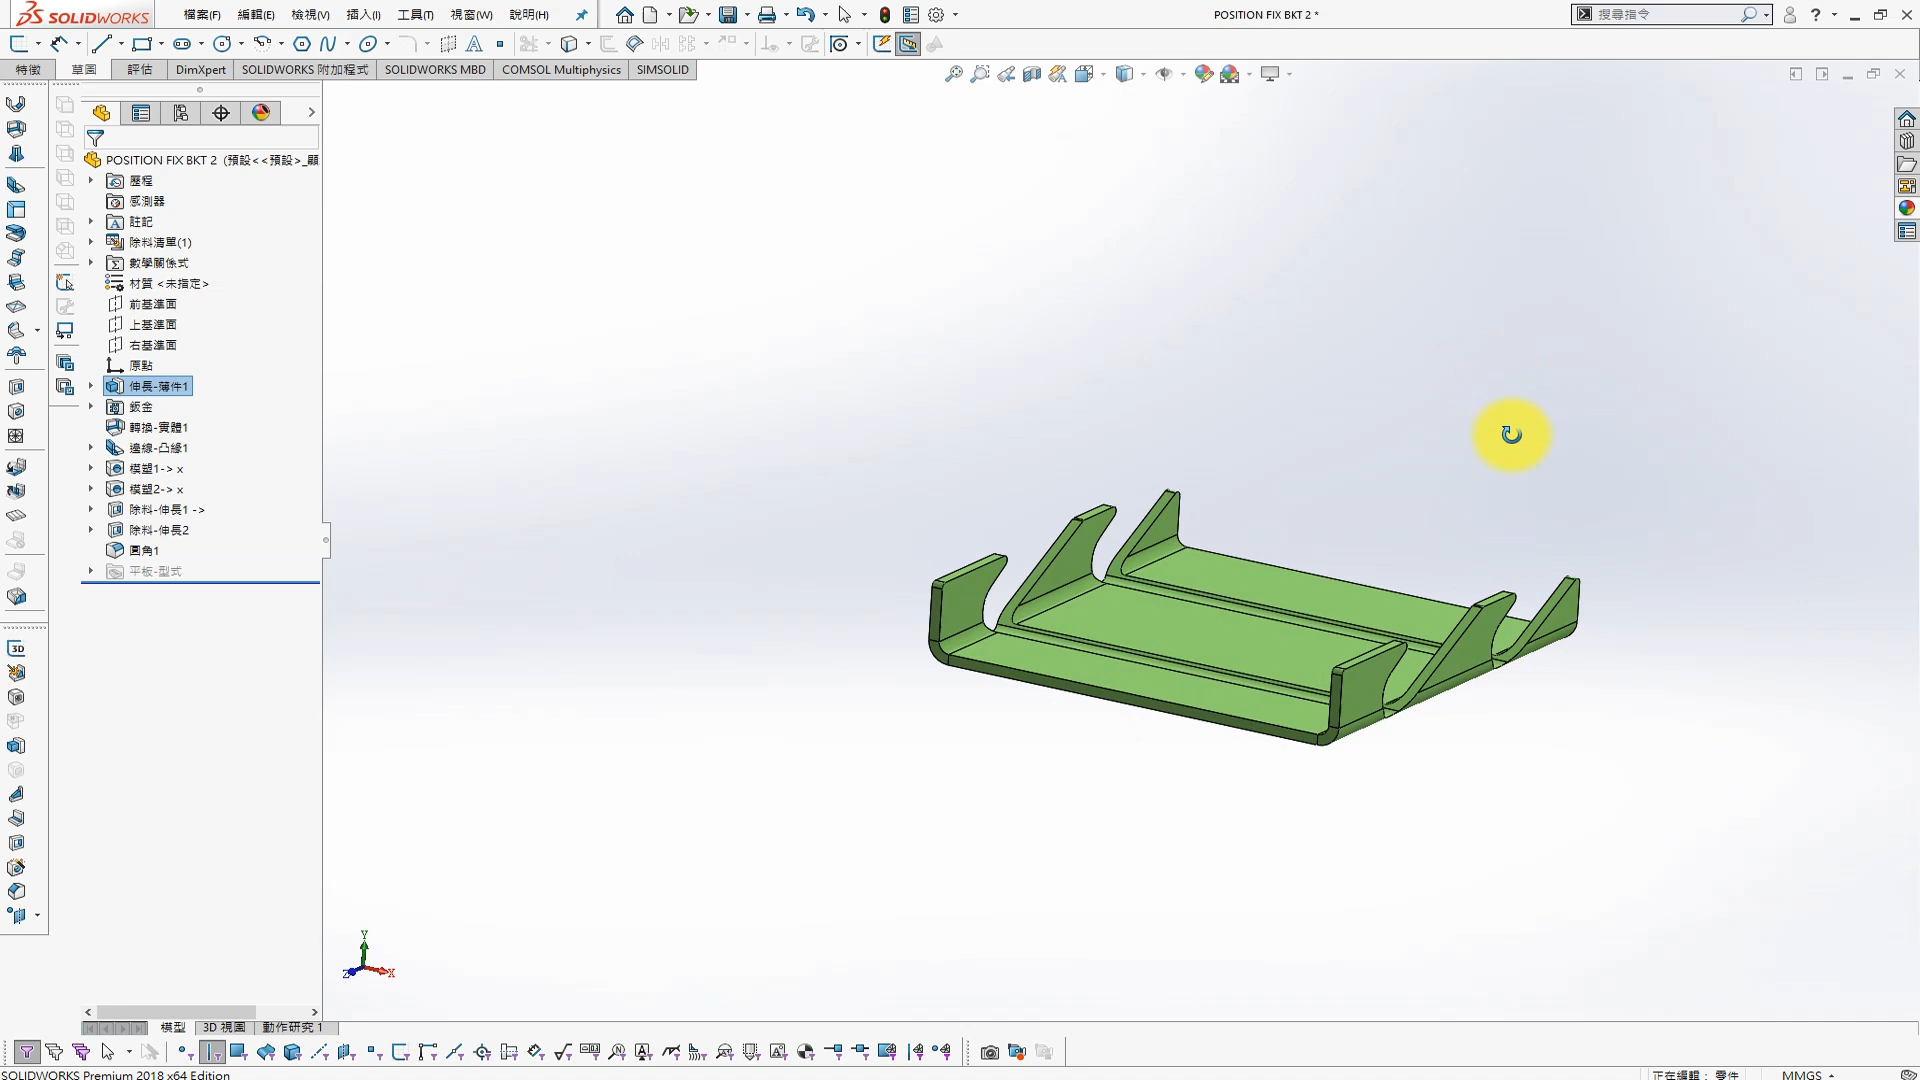 SOLIDWORKS
檔案(F) 編輯(E) 檢視(V) 插入(I) 工具(T) 視窗(W) 說明(H)
POSITION FIX BKT 2 *
搜尋指令
特徵 草圖 評估 DimXpert SOLIDWORKS 附加程式 SOLIDWORKS MBD COMSOL Multiphysics SIMSOLID
POSITION FIX BKT 2 (預設<<預設>_顯
歷程
感測器
註記
除料清單(1)
數學關係式
材質 <未指定>
前基準面
上基準面
右基準面
原點
伸長-薄件1
鈑金
轉換-實體1
邊線-凸緣1
模塑1-> x
模塑2-> x
除料-伸長1 ->
除料-伸長2
圓角1
平板-型式
3D
Y
Z
X
模型 3D 視圖 動作研究 1
SOLIDWORKS Premium 2018 x64 Edition
正在編輯： 零件
MMGS